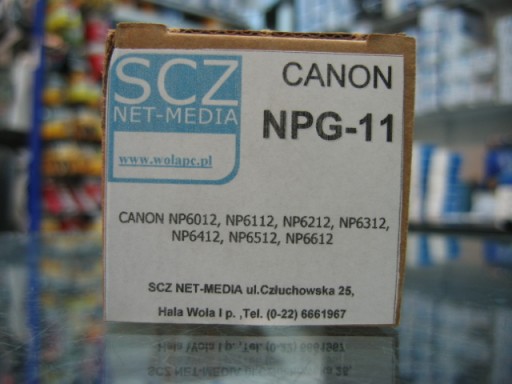 SCZ
NET-MEDIA
www.wolapc.pl
CANON
NPG-11
CANON NP6012, NP6112, NP6212, NP6312,
NP6412, NP6512, NP6612
SCZ NET-MEDIA ul.Człuchowska 25,
Hala Wola I p. ,Tel. (0-22) 6661967